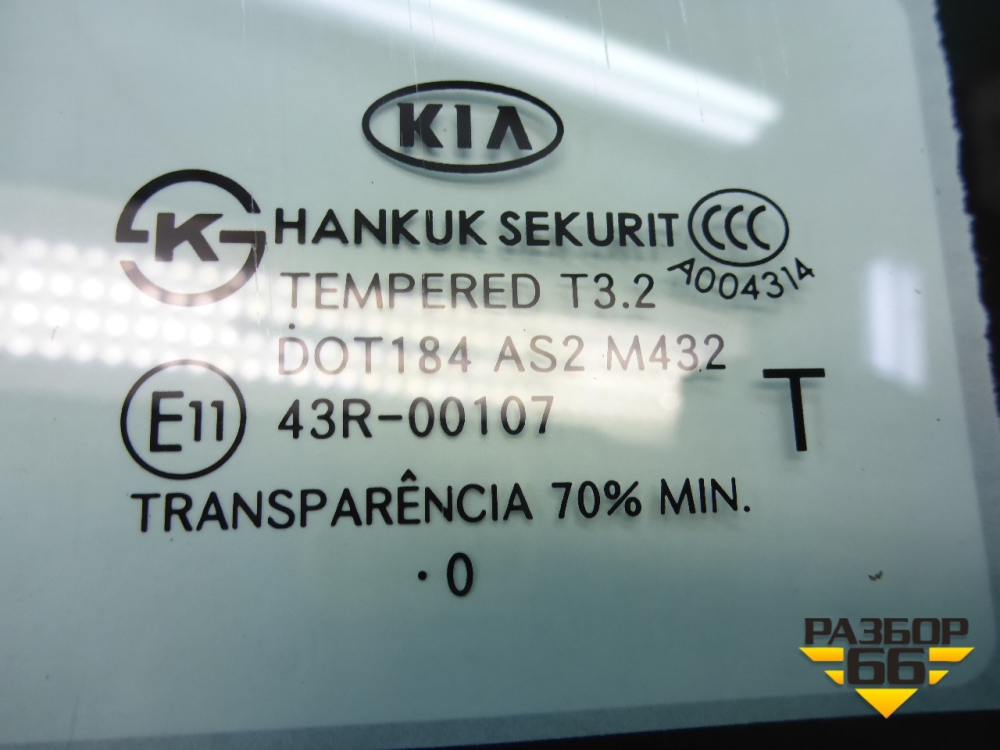 KIA
K HANKUK SEKURIT CCC
A004314
TEMPERED T3.2
DOT184 AS2 M432
T
E11 43R-00107
TRANSPARÊNCIA 70% MIN.
·0
РАЗБОР
66